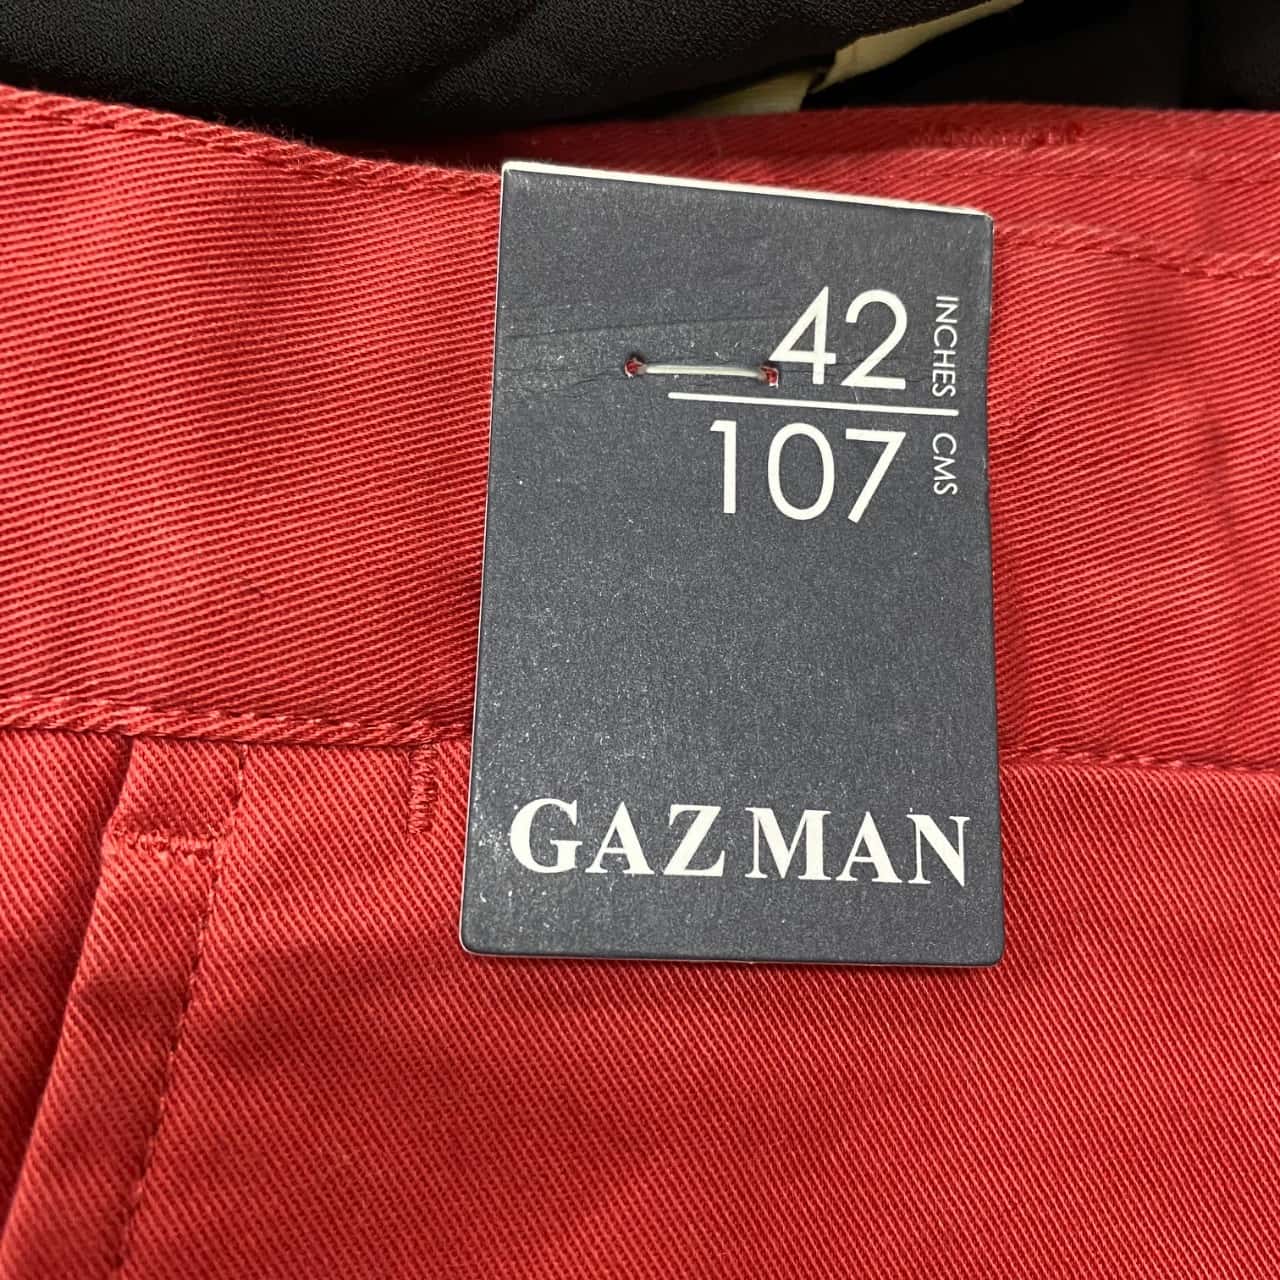 42 INCHES
107 CMS
GAZMAN